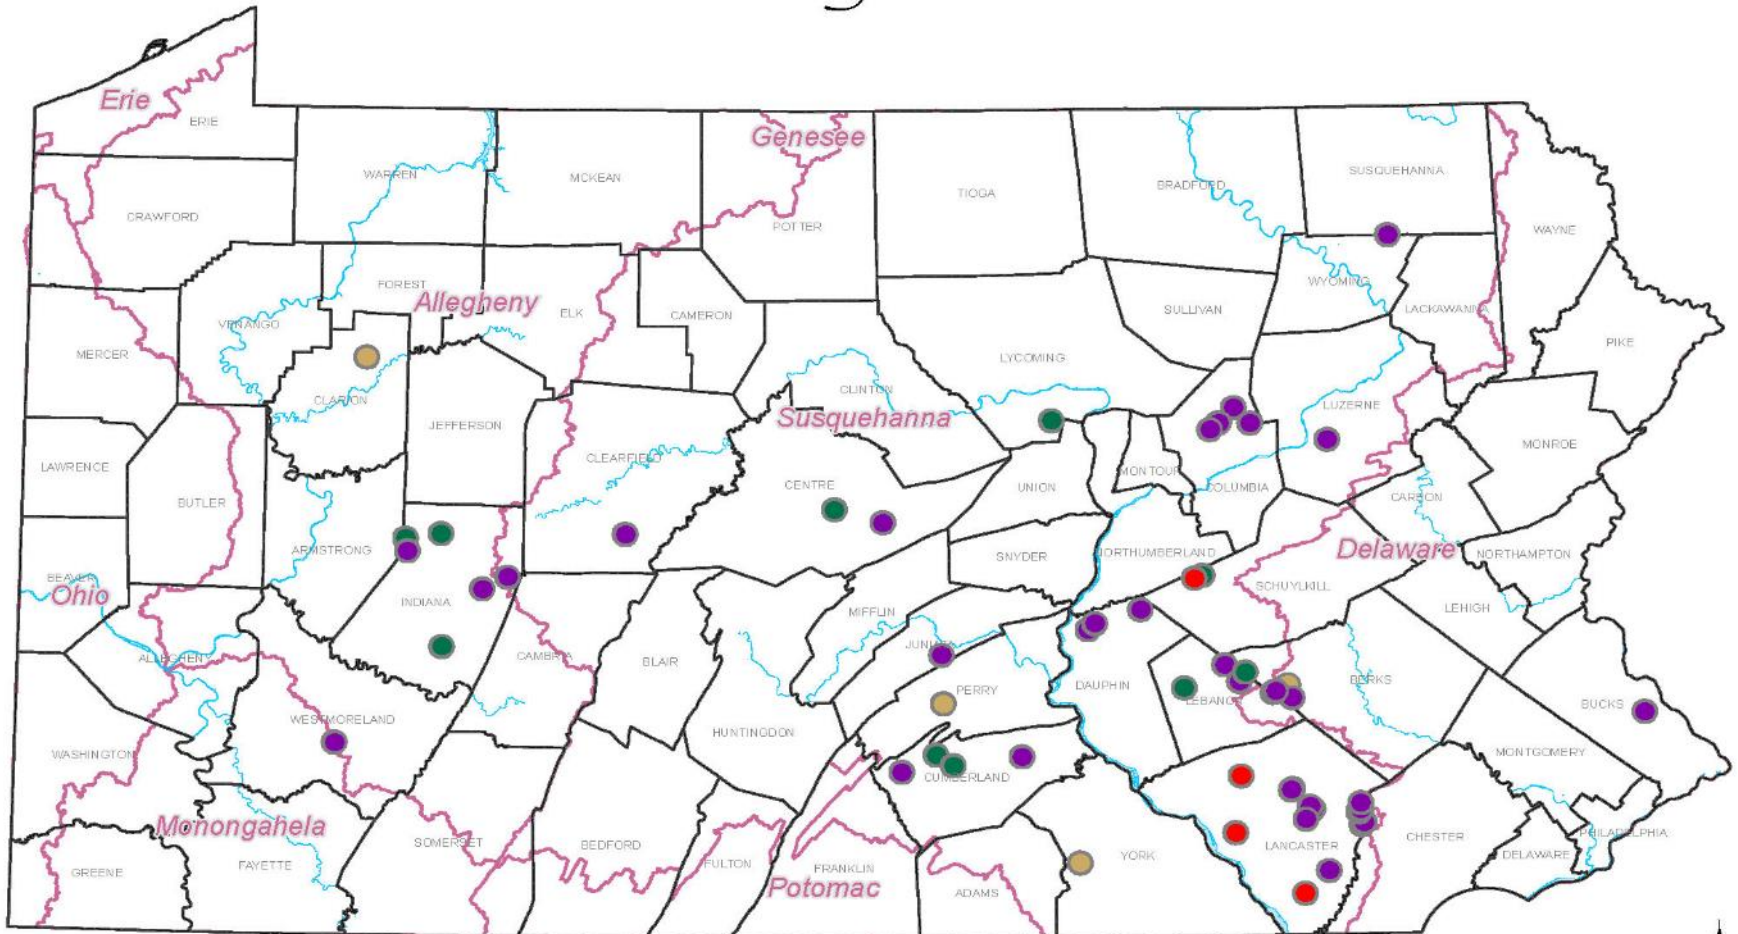 Erie
ERIE
Genesee
WARREN
MCKEAN
SUSQUEHANNA
TIOGA
BRADFORD
CRAWFORD
POTTER
WAYNE
FOREST
Allegheny
WYOMING
VENANGO
ELK
CAMERON
SULLIVAN
LACKAWANNA
MERCER
LYCOMING
PIKE
CLARION
CLINTON
LUZERNE
Susquehanna
JEFFERSON
MONROE
CLEARFIELD
LAWRENCE
MONTOUR
CENTRE
UNION
COLUMBIA
CARBON
BUTLER
ARMSTRONG
SNYDER
NORTHUMBERLAND
Delaware
NORTHAMPTON
BEAVER
Ohio
SCHUYLKILL
INDIANA
MIFFLIN
LEHIGH
JUNIATA
ALLEGHENY
CAMBRIA
BLAIR
BERKS
DAUPHIN
PERRY
LEBANON
BUCKS
WESTMORELAND
HUNTINGDON
WASHINGTON
MONTGOMERY
CUMBERLAND
Monongahela
PHILADELPHIA
CHESTER
SOMERSET
BEDFORD
LANCASTER
YORK
DELAWARE
FULTON
FRANKLIN
GREENE
FAYETTE
Potomac
ADAMS